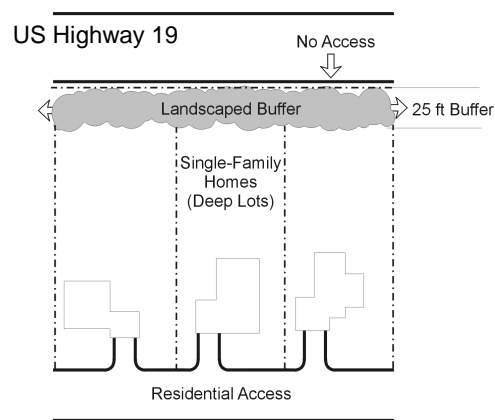 US Highway 19
No Access
Landscaped Buffer
25 ft Buffer
Single-Family
Homes
(Deep Lots)
Residential Access